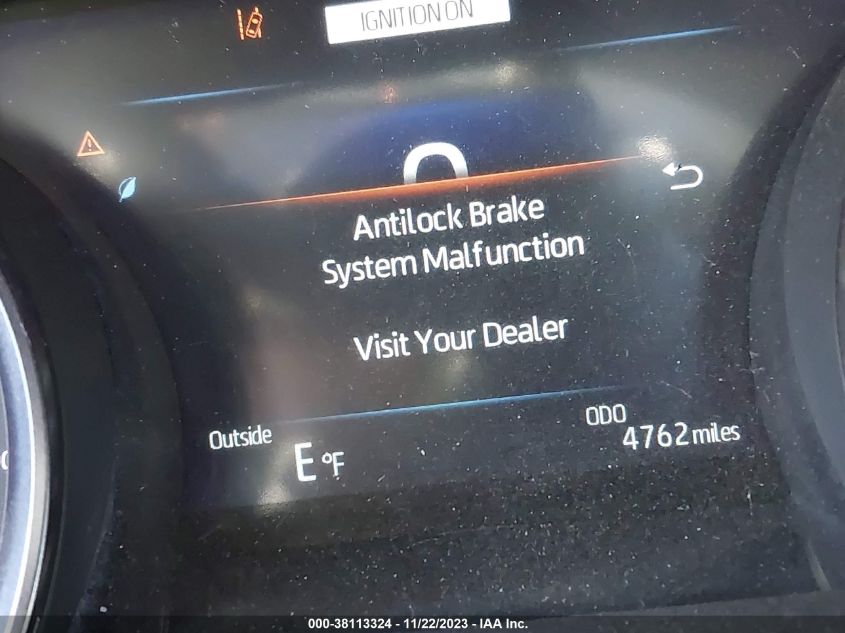 IGNITION ON
0
Antilock Brake
System Malfunction
Visit Your Dealer
Outside
E °F
ODO
4762 miles
000-38113324 - 11/22/2023 - IAA Inc.